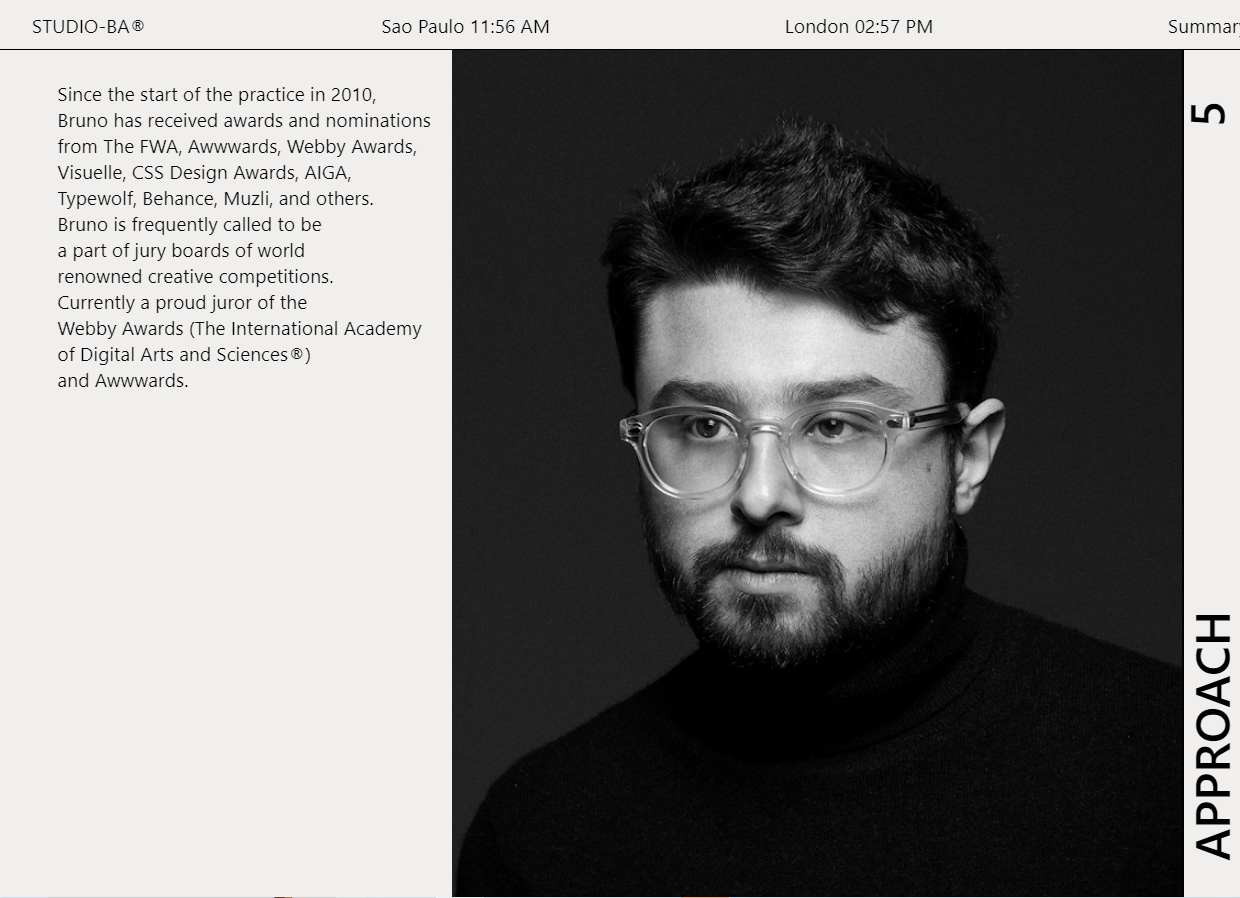 STUDIO-BA®
Sao Paulo 11:56 AM
London 02:57 PM
Summary
Since the start of the practice in 2010,
Bruno has received awards and nominations
from The FWA, Awwwards, Webby Awards,
Visuelle, CSS Design Awards, AIGA,
Typewolf, Behance, Muzli, and others.
Bruno is frequently called to be
a part of jury boards of world
renowned creative competitions.
Currently a proud juror of the
Webby Awards (The International Academy
of Digital Arts and Sciences®)
and Awwwards.
5
APPROACH